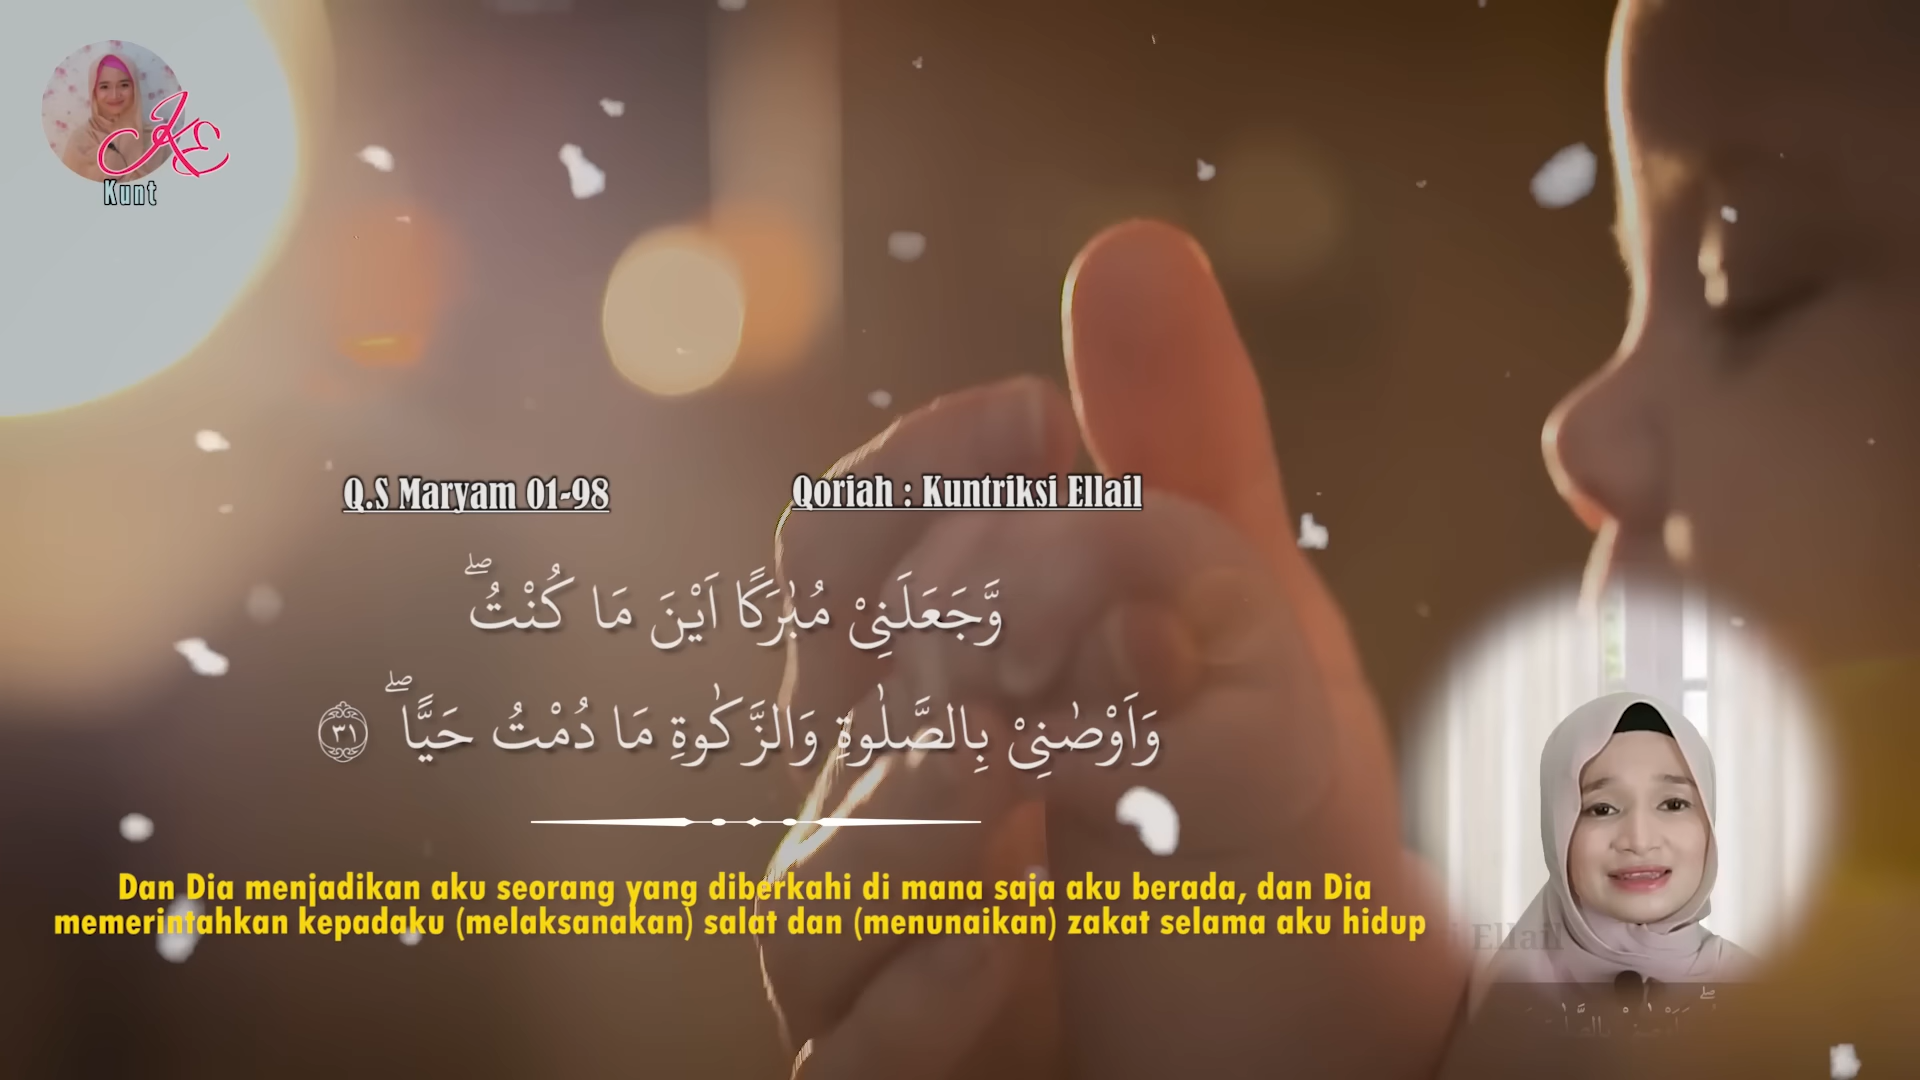 Kunt
Q.S Maryam 01-98
Qoriah : Kuntriksi Ellail
وَّجَعَلَنِيْ مُبٰرَكًا اَيْنَ مَا كُنْتُۖ
وَاَوْصٰنِيْ بِالصَّلٰوةِ وَالزَّكٰوةِ مَا دُمْتُ حَيًّاۖ ٣١
Dan Dia menjadikan aku seorang yang diberkahi di mana saja aku berada, dan Dia
memerintahkan kepadaku (melaksanakan) salat dan (menunaikan) zakat selama aku hidup
Ellail